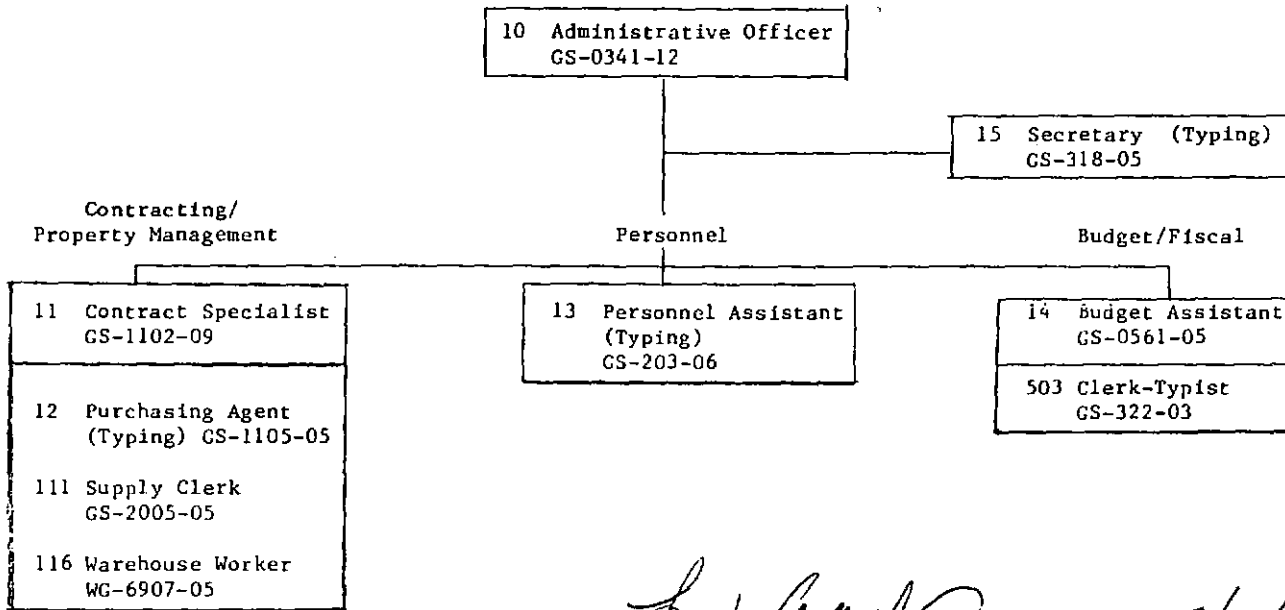 10 Administrative Officer
GS-0341-12
15 Secretary (Typing)
GS-318-05
Contracting/
Property Management
Personnel
Budget/Fiscal
11 Contract Specialist
GS-1102-09
12 Purchasing Agent
(Typing) GS-1105-05
111 Supply Clerk
GS-2005-05
116 Warehouse Worker
WG-6907-05
13 Personnel Assistant
(Typing)
GS-203-06
14 Budget Assistant
GS-0561-05
503 Clerk-Typist
GS-322-03